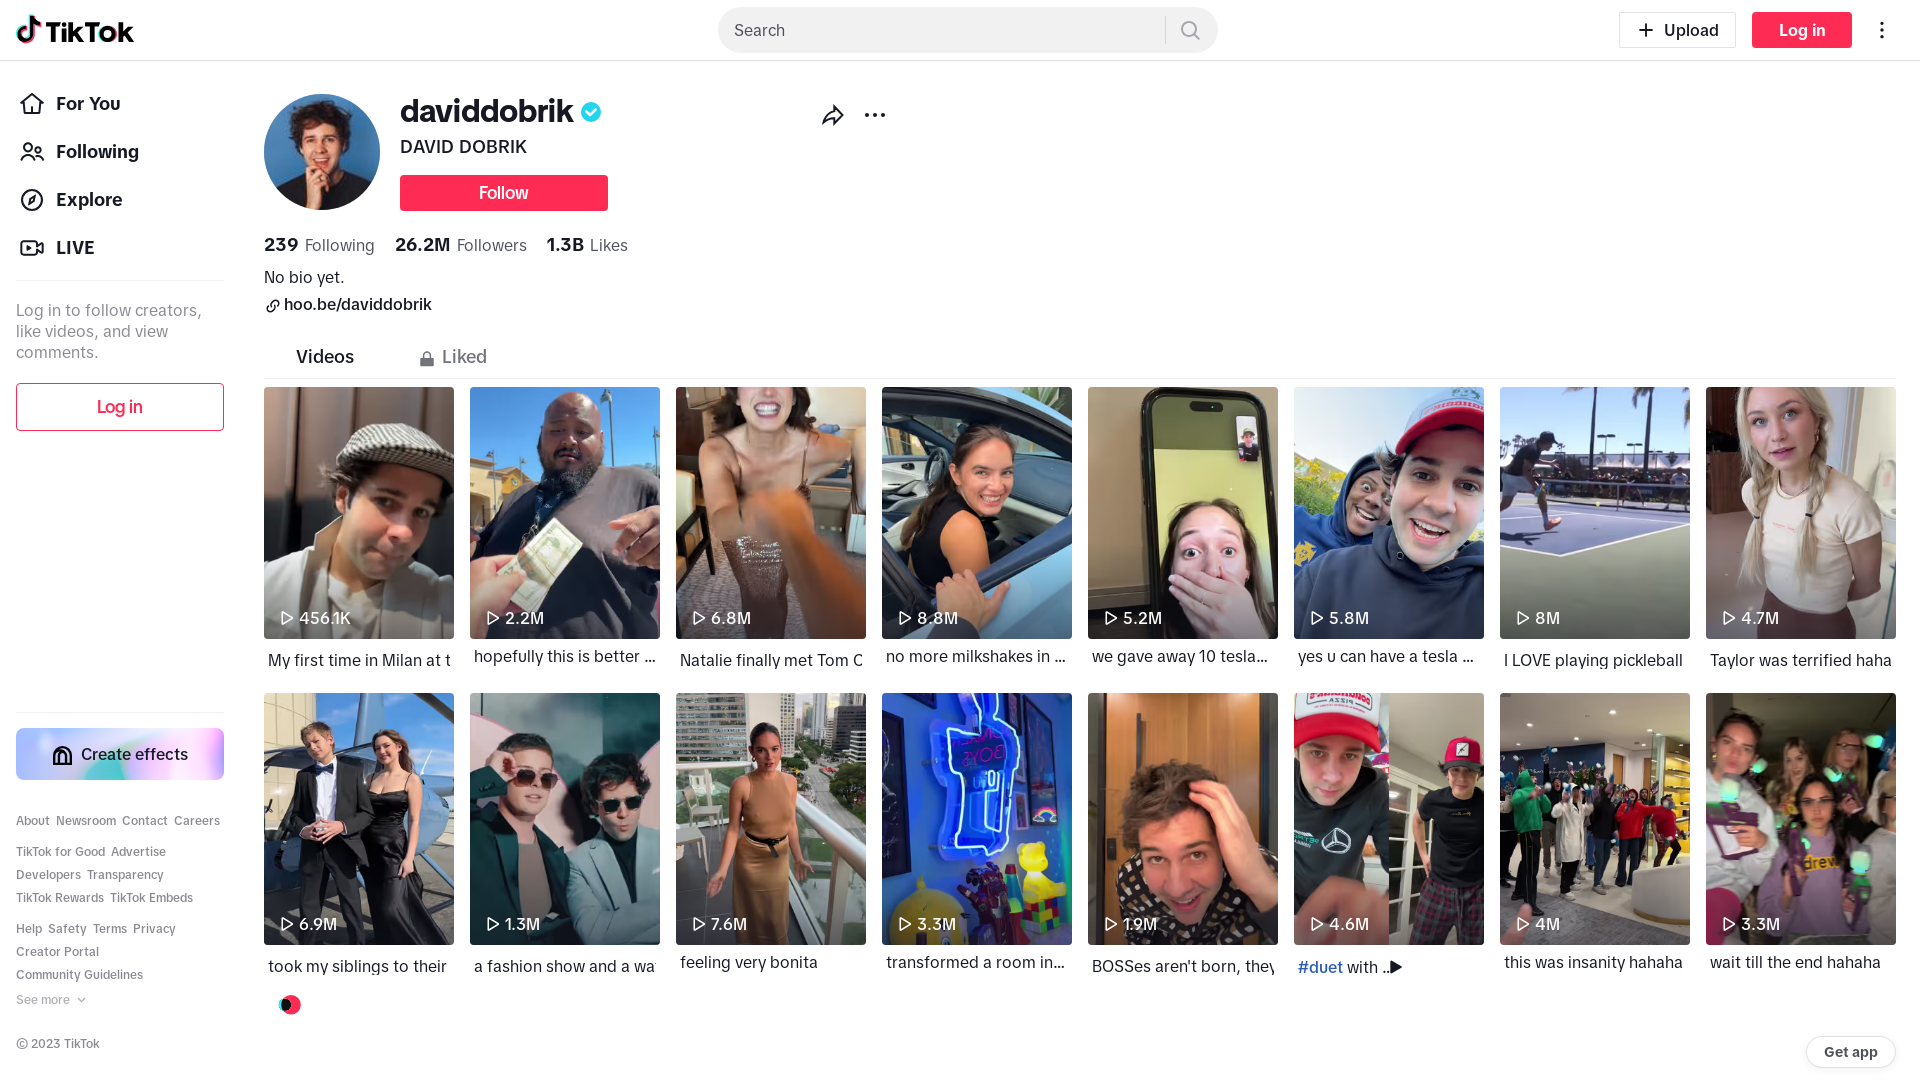 TikTok
Search
Upload
Log in
For You
Following
Explore
LIVE
Log in to follow creators,
like videos, and view
comments.
Log in
Create effects
About Newsroom Contact Careers
TikTok for Good Advertise
Developers Transparency
TikTok Rewards TikTok Embeds
Help Safety Terms Privacy
Creator Portal
Community Guidelines
See more
© 2023 TikTok
daviddobrik
DAVID DOBRIK
Follow
239 Following 26.2M Followers 1.3B Likes
No bio yet.
hoo.be/daviddobrik
Videos
Liked
456.1K
2.2M
6.8M
8.8M
5.2M
5.8M
8M
4.7M
My first time in Milan at t
hopefully this is better ...
Natalie finally met Tom C
no more milkshakes in ...
we gave away 10 tesla...
yes u can have a tesla ...
I LOVE playing pickleball
Taylor was terrified haha
6.9M
1.3M
7.6M
3.3M
1.9M
4.6M
4M
3.3M
took my siblings to their
a fashion show and a wa
feeling very bonita
transformed a room in...
BOSSes aren't born, they
#duet with ...
this was insanity hahaha
wait till the end hahaha
Get app